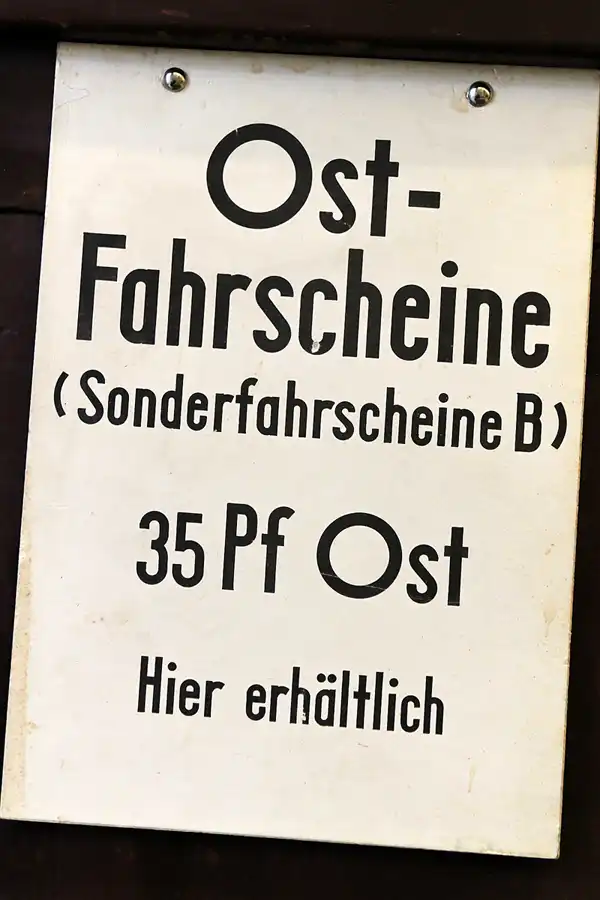 Ost-
Fahrscheine
(Sonderfahrscheine B)
35 Pf Ost
Hier erhältlich